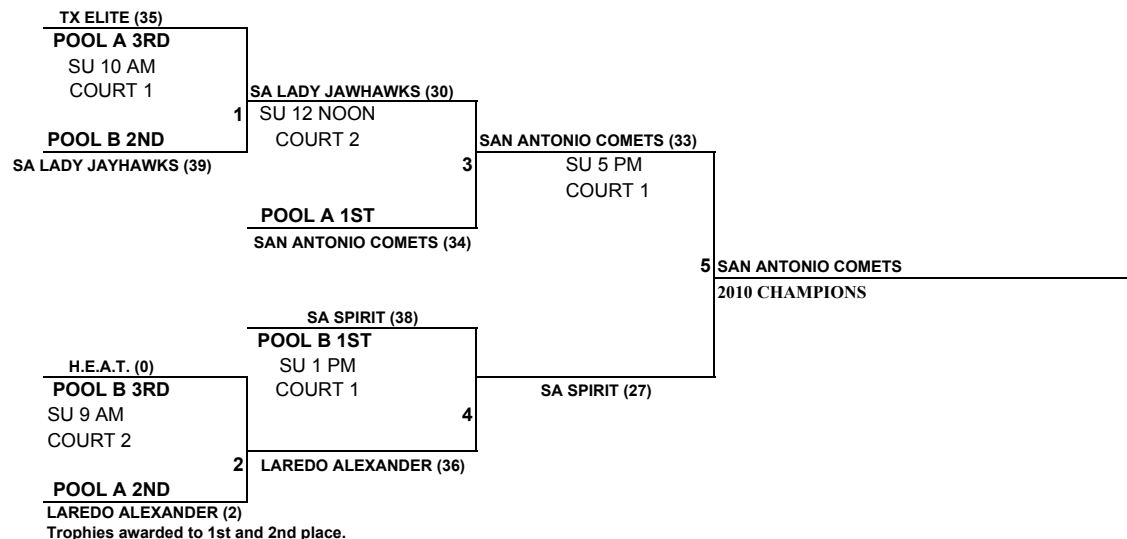 TX ELITE (35)
POOL A 3RD
SU 10 AM
COURT 1
SA LADY JAWHAWKS (30)
1 SU 12 NOON
POOL B 2ND COURT 2
SAN ANTONIO COMETS (33)
SA LADY JAYHAWKS (39)
3 SU 5 PM
COURT 1
POOL A 1ST
SAN ANTONIO COMETS (34)
5 SAN ANTONIO COMETS
2010 CHAMPIONS
SA SPIRIT (38)
POOL B 1ST
H.E.A.T. (0)
SU 1 PM
POOL B 3RD
COURT 1
SA SPIRIT (27)
SU 9 AM
4
COURT 2
2 LAREDO ALEXANDER (36)
POOL A 2ND
LAREDO ALEXANDER (2)
Trophies awarded to 1st and 2nd place.